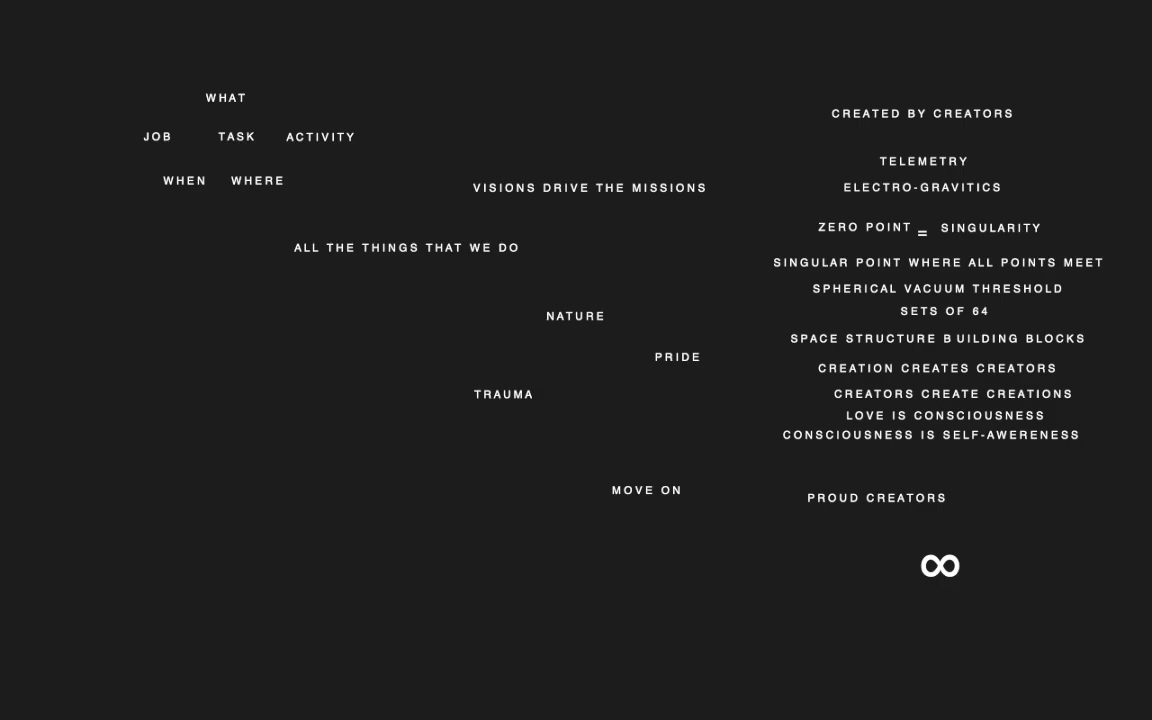 WHAT
JOB TASK ACTIVITY
WHEN WHERE
ALL THE THINGS THAT WE DO
VISIONS DRIVE THE MISSIONS
NATURE
PRIDE
TRAUMA
MOVE ON
CREATED BY CREATORS
TELEMETRY
ELECTRO-GRAVITICS
ZERO POINT = SINGULARITY
SINGULAR POINT WHERE ALL POINTS MEET
SPHERICAL VACUUM THRESHOLD
SETS OF 64
SPACE STRUCTURE B UILDING BLOCKS
CREATION CREATES CREATORS
CREATORS CREATE CREATIONS
LOVE IS CONSCIOUSNESS
CONSCIOUSNESS IS SELF-AWERENESS
PROUD CREATORS
∞